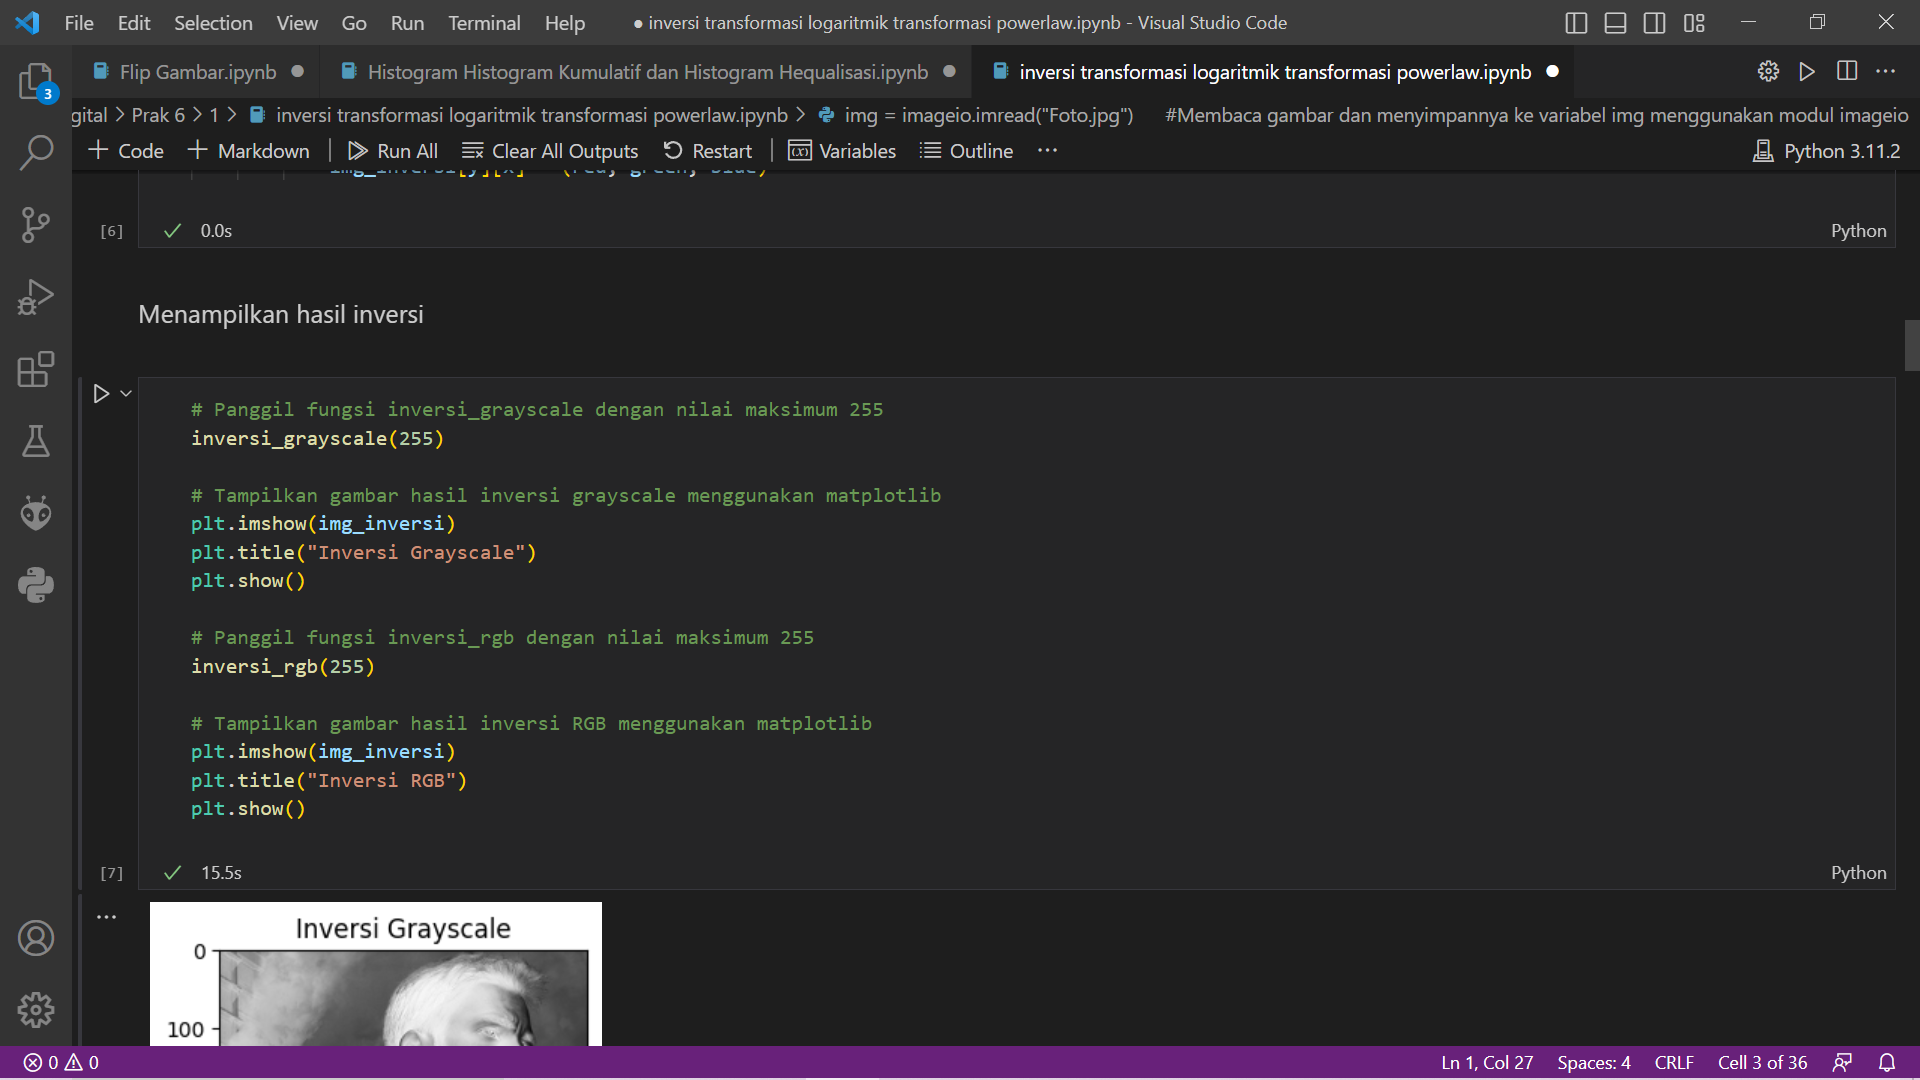 File Edit Selection View Go Run Terminal Help ● inversi transformasi logaritmik transformasi powerlaw.ipynb - Visual Studio Code
Flip Gambar.ipynb ● Histogram Histogram Kumulatif dan Histogram Hequalisasi.ipynb ● inversi transformasi logaritmik transformasi powerlaw.ipynb ●
gital > Prak 6 > 1 > inversi transformasi logaritmik transformasi powerlaw.ipynb > img = imageio.imread("Foto.jpg") #Membaca gambar dan menyimpannya ke variabel img menggunakan modul imageio
+ Code + Markdown Run All Clear All Outputs Restart Variables Outline ... Python 3.11.2
img_inversi[y][x] = (red, green, blue)
[6] ✓ 0.0s Python
Menampilkan hasil inversi
# Panggil fungsi inversi_grayscale dengan nilai maksimum 255
inversi_grayscale(255)
# Tampilkan gambar hasil inversi grayscale menggunakan matplotlib
plt.imshow(img_inversi)
plt.title("Inversi Grayscale")
plt.show()
# Panggil fungsi inversi_rgb dengan nilai maksimum 255
inversi_rgb(255)
# Tampilkan gambar hasil inversi RGB menggunakan matplotlib
plt.imshow(img_inversi)
plt.title("Inversi RGB")
plt.show()
[7] ✓ 15.5s Python
Inversi Grayscale
0
100
3
0 0 Ln 1, Col 27 Spaces: 4 CRLF Cell 3 of 36